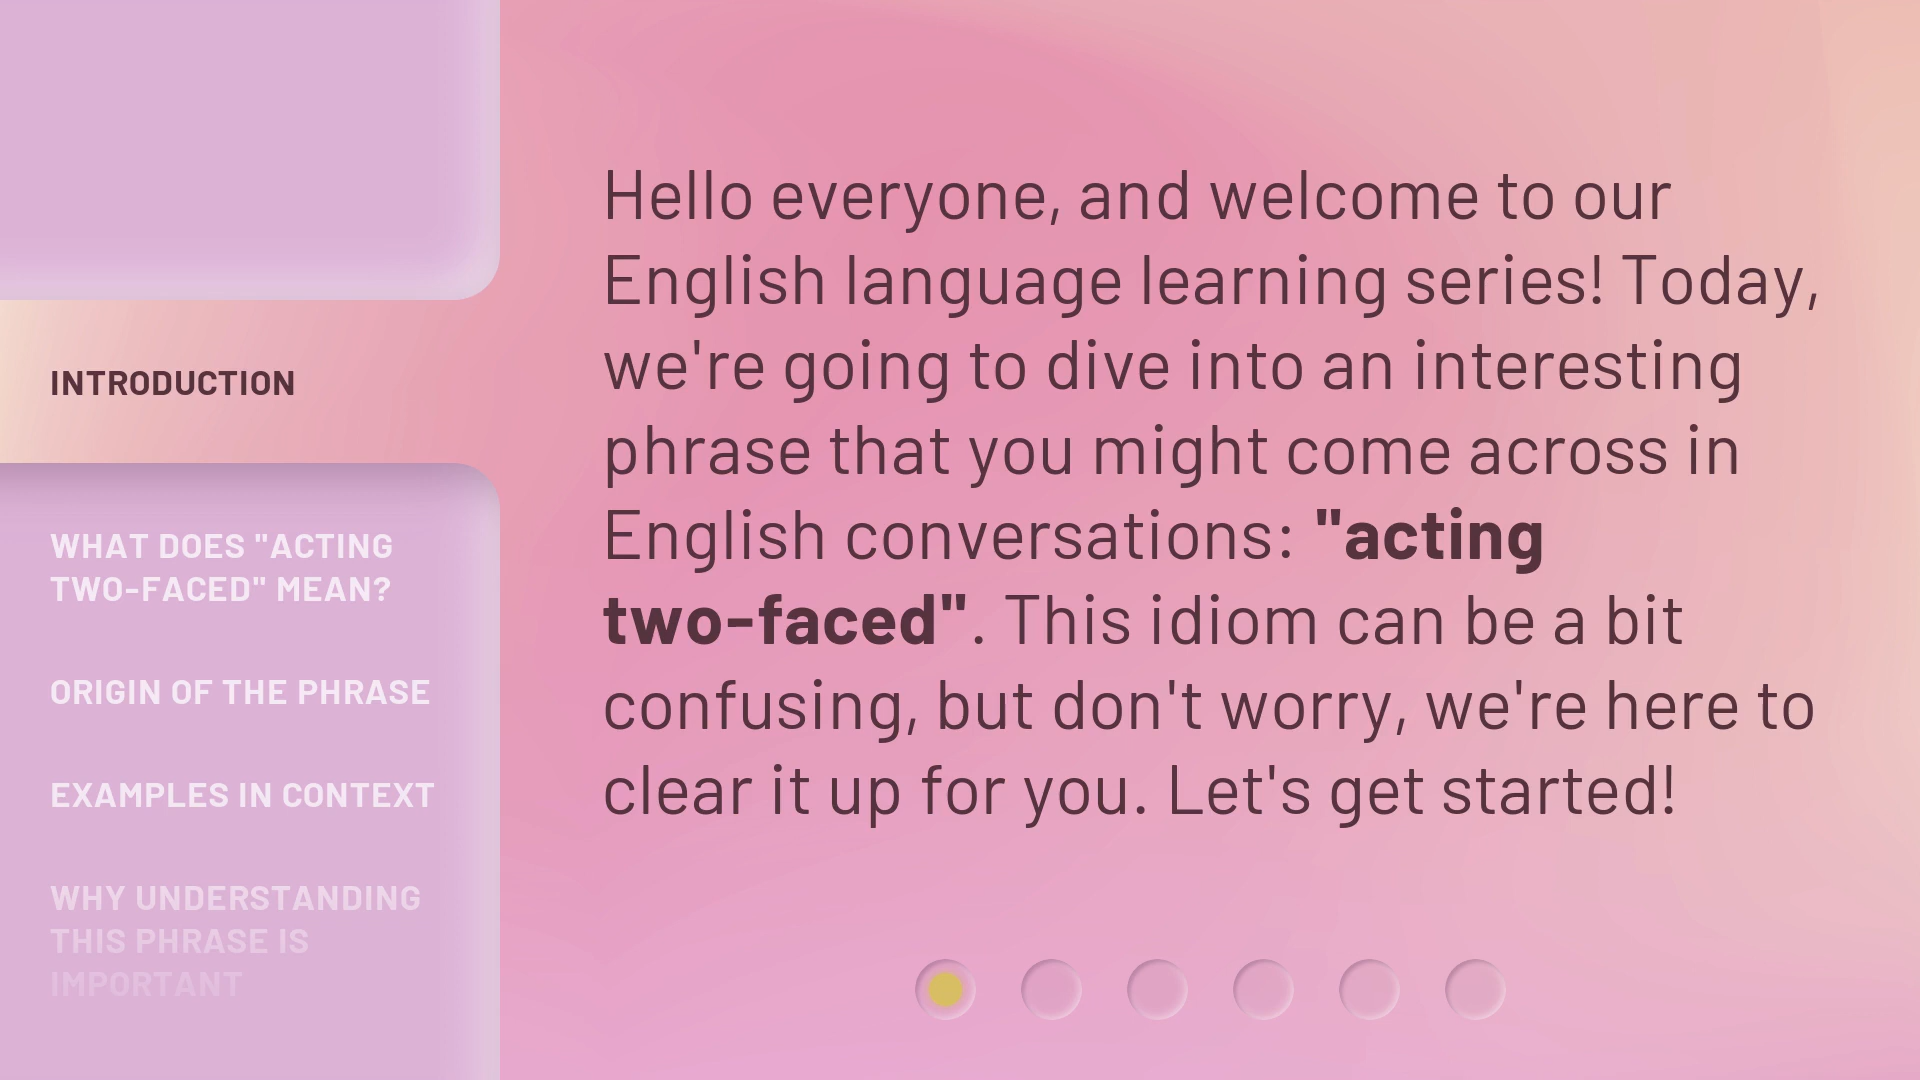 INTRODUCTION
WHAT DOES "ACTING
TWO-FACED" MEAN?
ORIGIN OF THE PHRASE
EXAMPLES IN CONTEXT
WHY UNDERSTANDING
THIS PHRASE IS
IMPORTANT
Hello everyone, and welcome to our
English language learning series! Today,
we're going to dive into an interesting
phrase that you might come across in
English conversations: "acting
two-faced". This idiom can be a bit
confusing, but don't worry, we're here to
clear it up for you. Let's get started!